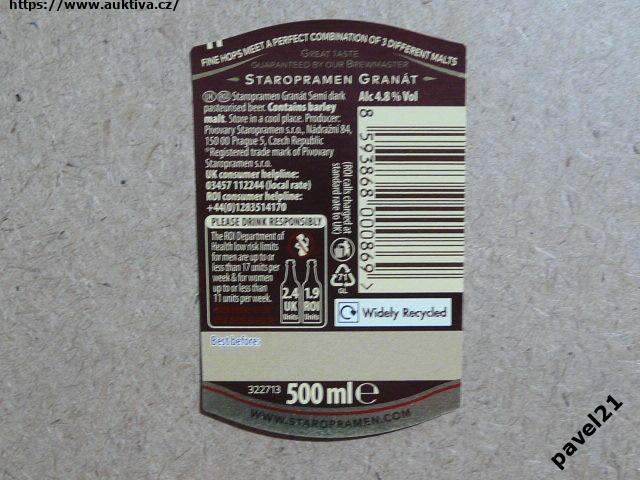 https://www.auktiva.cz/
FINE HOPS MEET A PERFECT COMBINATION OF 3 DIFFERENT MALTS
GREAT TASTE
GUARANTEED BY OUR BREWMASTER
STAROPRAMEN GRANÁT
UK ROI Staropramen Granát Semi dark
pasteurised beer. Contains barley
malt. Store in a cool place. Producer:
Pivovary Staropramen s.r.o., Nádražní 84,
150 00 Prague 5, Czech Republic
*Registered trade mark of Pivovary
Staropramen s.r.o.
UK consumer helpline:
03457 112244 (local rate)
ROI consumer helpline:
+44(0)1283514170
(ROI calls charged at
standard rate to UK)
Alc 4.8 % Vol
8 593868 000869 >
PLEASE DRINK RESPONSIBLY
The ROI Department of
Health low risk limits
for men are up to or
less than 17 units per
week & for women
up to or less than
11 units per week.
2.4 UK Units
1.9 ROI Units
71
GL
Widely Recycled
Best before:
322713 500 ml e
WWW.STAROPRAMEN.COM
pavel21